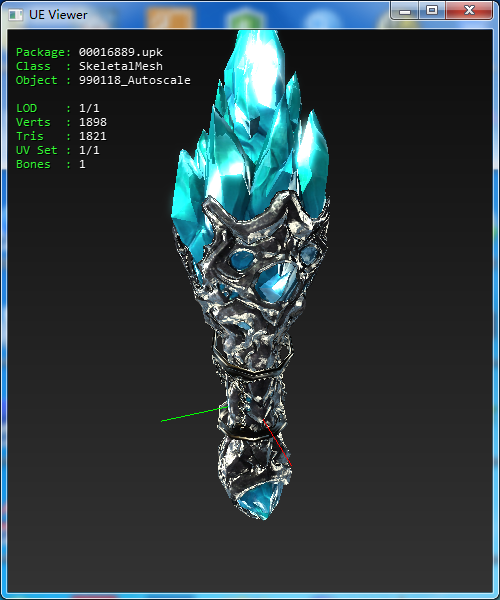 UE Viewer
Package: 00016889.upk
Class : SkeletalMesh
Object : 990118_Autoscale
LOD : 1/1
Verts : 1898
Tris : 1821
UV Set : 1/1
Bones : 1